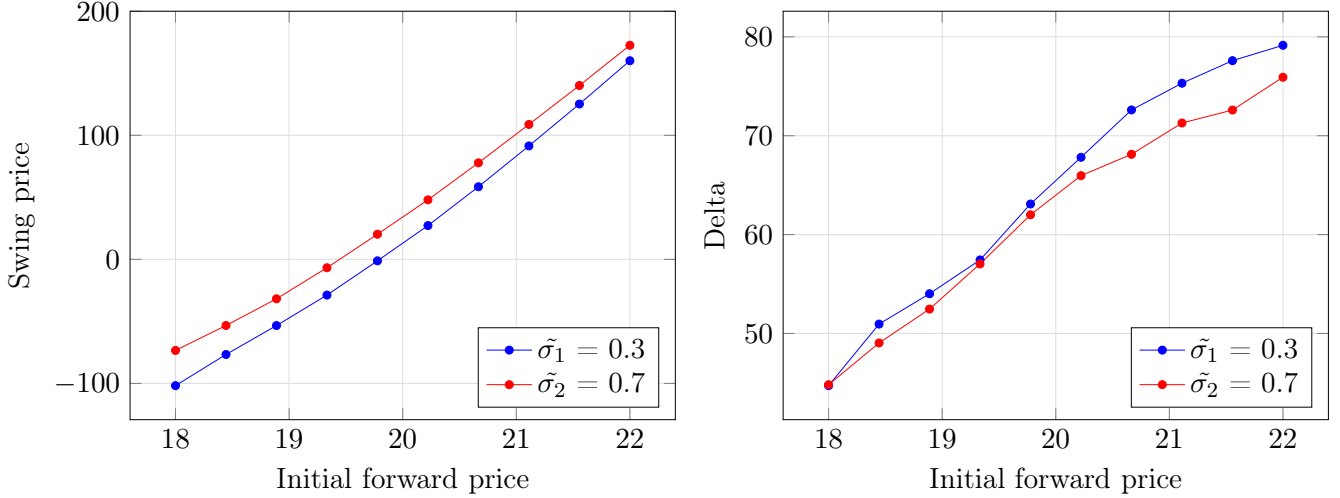 200
100
0
−100
18 19 20 21 22
Swing price
Initial forward price
σ̃₁ = 0.3
σ̃₂ = 0.7
80
70
60
50
18 19 20 21 22
Delta
Initial forward price
σ̃₁ = 0.3
σ̃₂ = 0.7